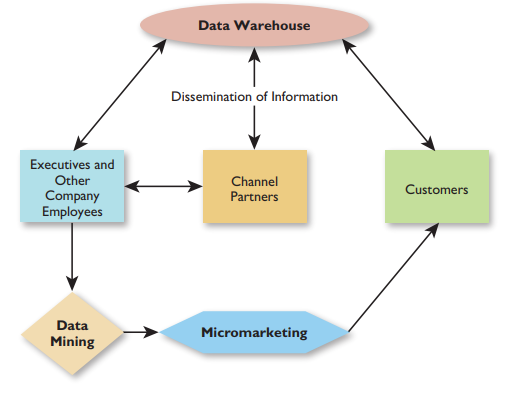 Data Warehouse
Dissemination of Information
Executives and
Other
Company
Employees
Channel
Partners
Customers
Data
Mining
Micromarketing